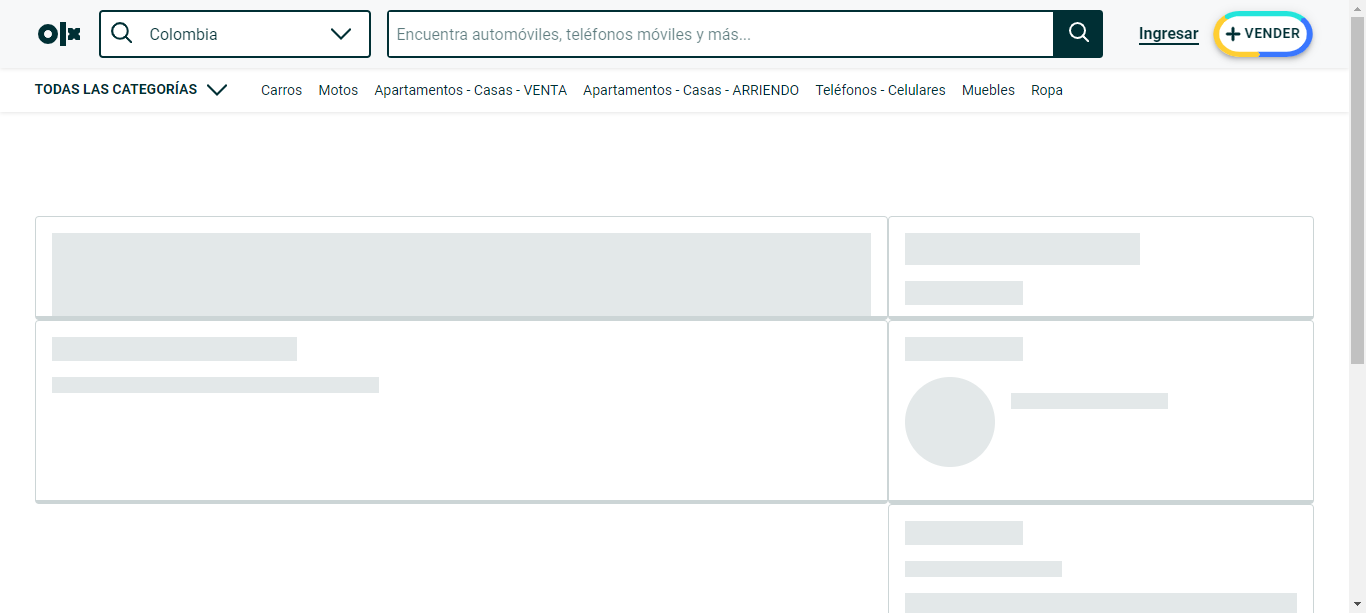 olx
Colombia
Encuentra automóviles, teléfonos móviles y más...
Ingresar
VENDER
TODAS LAS CATEGORÍAS
Carros
Motos
Apartamentos - Casas - VENTA
Apartamentos - Casas - ARRIENDO
Teléfonos - Celulares
Muebles
Ropa